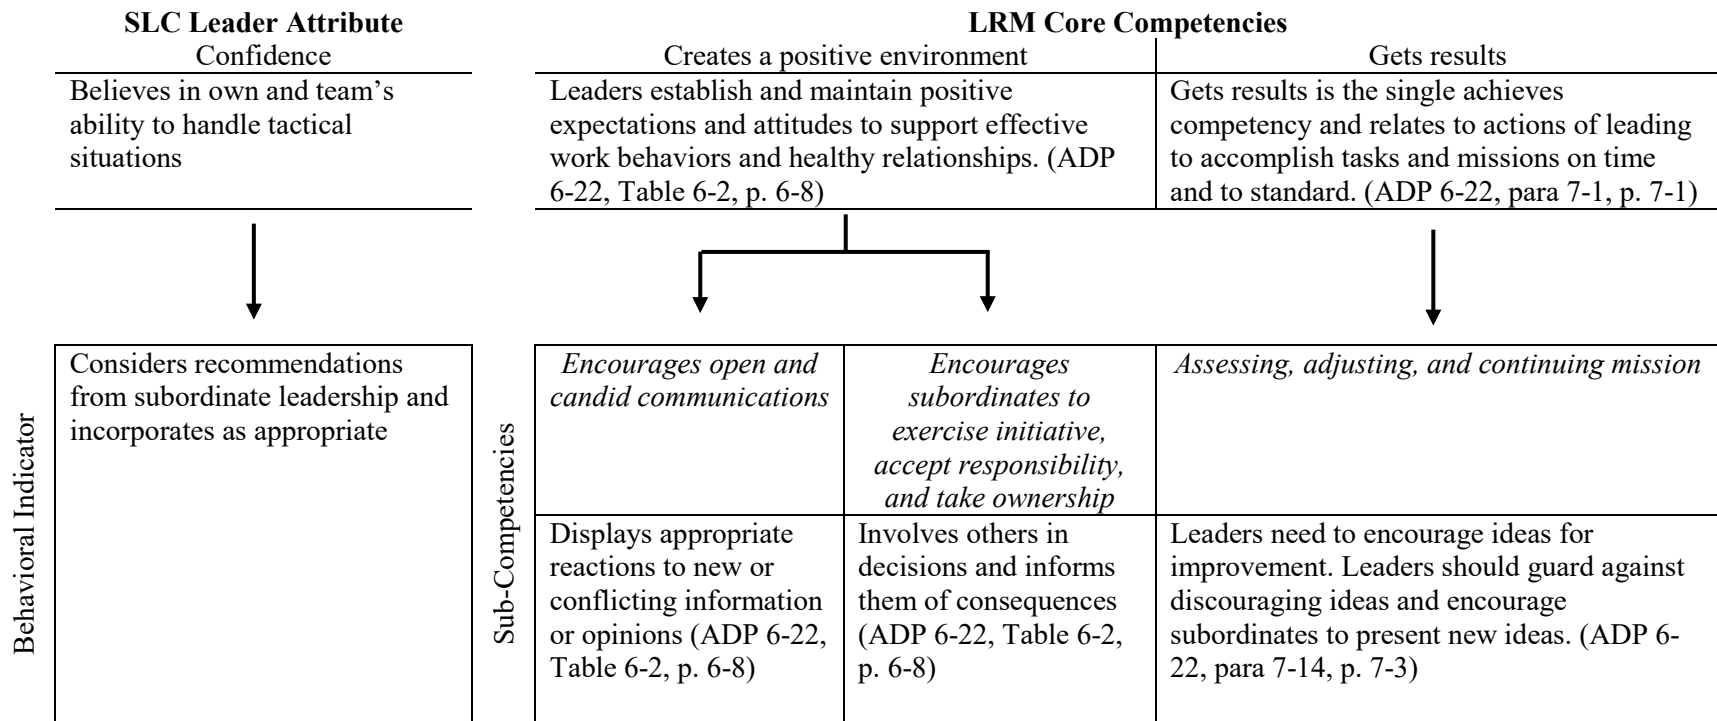 SLC Leader Attribute
LRM Core Competencies
Confidence
Creates a positive environment
Gets results
Believes in own and team’s
ability to handle tactical
situations
Leaders establish and maintain positive
expectations and attitudes to support effective
work behaviors and healthy relationships. (ADP
6-22, Table 6-2, p. 6-8)
Gets results is the single achieves
competency and relates to actions of leading
to accomplish tasks and missions on time
and to standard. (ADP 6-22, para 7-1, p. 7-1)
Behavioral Indicator
Considers recommendations
from subordinate leadership and
incorporates as appropriate
Sub-Competencies
Encourages open and
candid communications
Encourages
subordinates to
exercise initiative,
accept responsibility,
and take ownership
Assessing, adjusting, and continuing mission
Displays appropriate
reactions to new or
conflicting information
or opinions (ADP 6-22,
Table 6-2, p. 6-8)
Involves others in
decisions and informs
them of consequences
(ADP 6-22, Table 6-2,
p. 6-8)
Leaders need to encourage ideas for
improvement. Leaders should guard against
discouraging ideas and encourage
subordinates to present new ideas. (ADP 6-
22, para 7-14, p. 7-3)